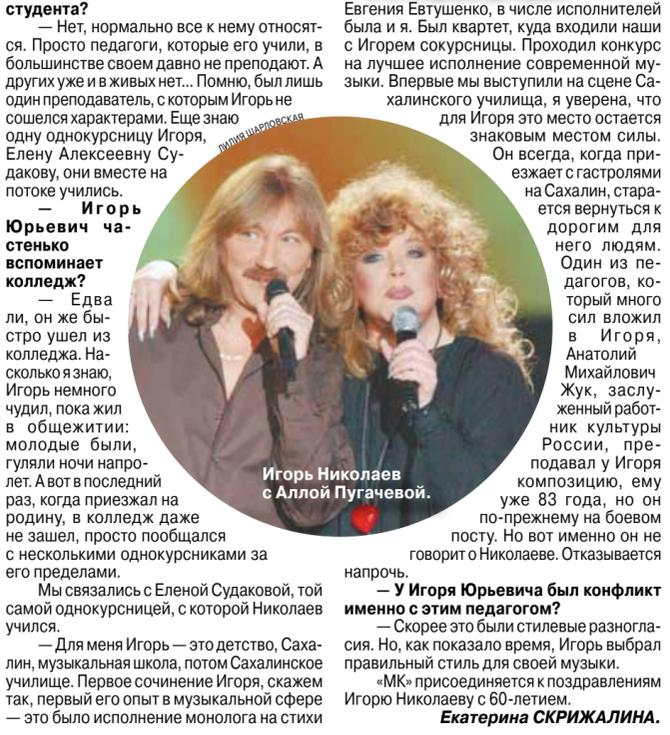 студента?
— Нет, нормально все к нему относят-
ся. Просто педагоги, которые его учили, в
большинстве своем давно не преподают. А
других уже и в живых нет... Помню, был лишь
один преподаватель, с которым Игорь не
сошелся характерами. Еще знаю
одну однокурсницу Игоря,
Елену Алексеевну Су-
дакову, они вместе на
потоке учились.
— Игорь
Юрьевич ча-
стенько
вспоминает
колледж?
— Едва
ли, он же бы-
стро ушел из
колледжа. На-
сколько я знаю,
Игорь немного
чудил, пока жил
в общежитии:
молодые были,
гуляли ночи напро-
лет. А вот в последний
раз, когда приезжал на
родину, в колледж даже
не зашел, просто пообщался
с несколькими однокурсниками за
его пределами.
Мы связались с Еленой Судаковой, той
самой однокурсницей, с которой Николаев
учился.
— Для меня Игорь — это детство, Саха-
лин, музыкальная школа, потом Сахалинское
училище. Первое сочинение Игоря, скажем
так, первый его опыт в музыкальной сфере
— это было исполнение монолога на стихи
ЛИЛИЯ ШАРЛОВСКАЯ
Игорь Николаев
с Аллой Пугачевой.
Евгения Евтушенко, в числе исполнителей
была и я. Был квартет, куда входили наши
с Игорем сокурсницы. Проходил конкурс
на лучшее исполнение современной му-
зыки. Впервые мы выступили на сцене Са-
халинского училища, я уверена, что
для Игоря это место остается
знаковым местом силы.
Он всегда, когда при-
езжает с гастролями
на Сахалин, стара-
ется вернуться к
дорогим для
него людям.
Один из пе-
дагогов, ко-
торый много
сил вложил
в Игоря,
Анатолий
Михайлович
Жук, заслу-
женный работ-
ник культуры
России, пре-
подавал у Игоря
композицию, ему
уже 83 года, но он
по-прежнему на боевом
посту. Но вот именно он не
говорит о Николаеве. Отказывается
напрочь.
— У Игоря Юрьевича был конфликт
именно с этим педагогом?
— Скорее это были стилевые разногла-
сия. Но, как показало время, Игорь выбрал
правильный стиль для своей музыки.
«МК» присоединяется к поздравлениям
Игорю Николаеву с 60-летием.
Екатерина СКРИЖАЛИНА.